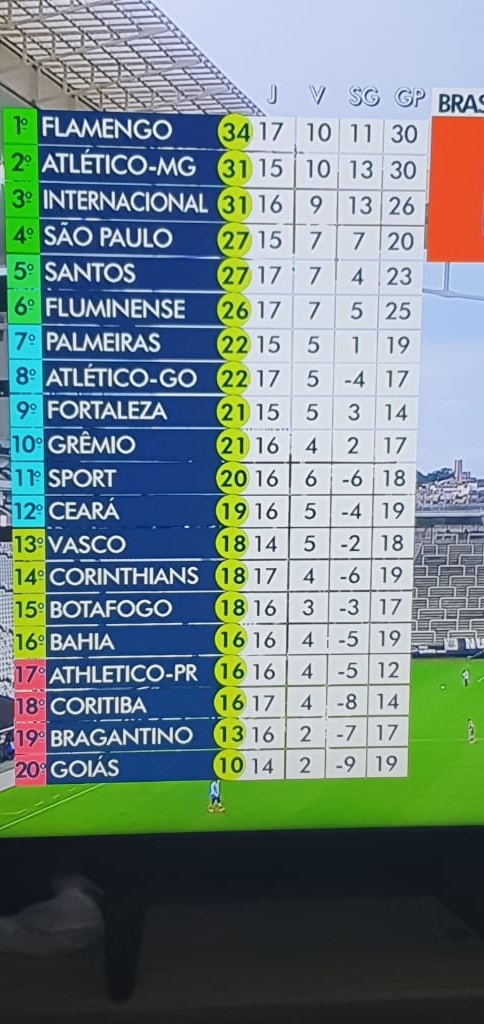 J V SG GP BRAS
1º FLAMENGO 34 17 10 11 30
2º ATLÉTICO-MG 31 15 10 13 30
3º INTERNACIONAL 31 16 9 13 26
4º SÃO PAULO 27 15 7 7 20
5º SANTOS 27 17 7 4 23
6º FLUMINENSE 26 17 7 5 25
7º PALMEIRAS 22 15 5 1 19
8º ATLÉTICO-GO 22 17 5 -4 17
9º FORTALEZA 21 15 5 3 14
10º GRÊMIO 21 16 4 2 17
11º SPORT 20 16 6 -6 18
12º CEARÁ 19 16 5 -4 19
13º VASCO 18 14 5 -2 18
14º CORINTHIANS 18 17 4 -6 19
15º BOTAFOGO 18 16 3 -3 17
16º BAHIA 16 16 4 -5 19
17º ATHLETICO-PR 16 16 4 -5 12
18º CORITIBA 16 17 4 -8 14
19º BRAGANTINO 13 16 2 -7 17
20º GOIÁS 10 14 2 -9 19